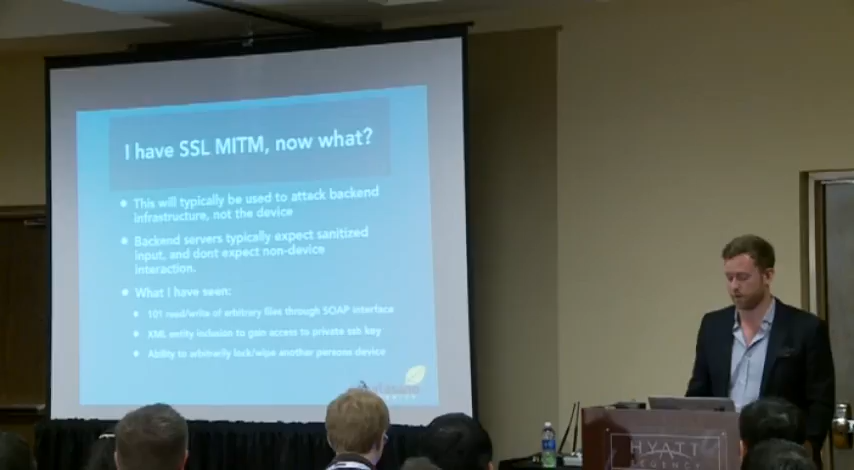 I have SSL MITM, now what?
This will typically be used to attack backend
infrastructure, not the device
Backend servers typically expect sanitized
input, and dont expect non-device
interaction.
What I have seen:
101 read/write of arbitrary files through SOAP interface
XML entity inclusion to gain access to private ssh key
Ability to arbitrarily lock/wipe another persons device
HYATT
REGENCY